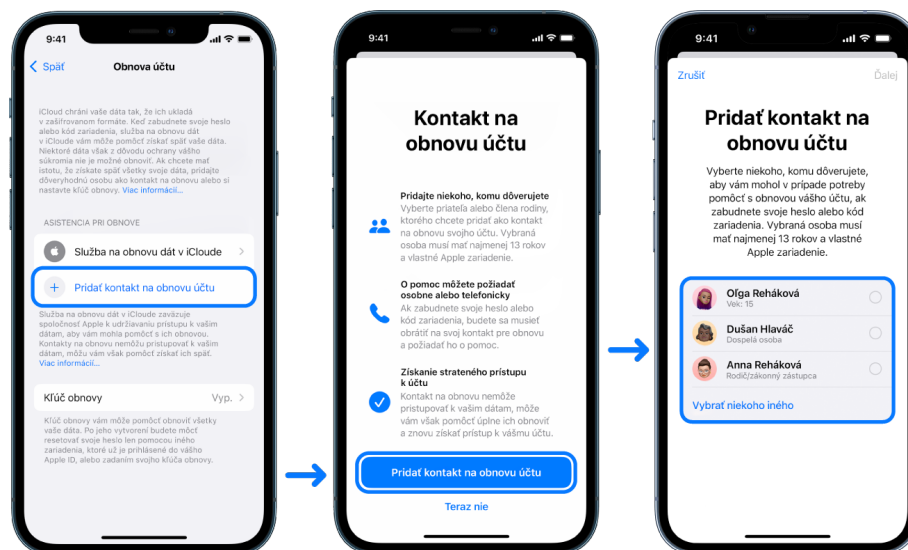 9:41
Späť
Obnova účtu
iCloud chráni vaše dáta tak, že ich ukladá
v zašifrovanom formáte. Keď zabudnete svoje heslo
alebo kód zariadenia, služba na obnovu dát
v iCloude vám môže pomôcť získať späť vaše dáta.
Niektoré dáta však z dôvodu ochrany vášho
súkromia nie je možné obnoviť. Ak chcete mať
istotu, že získate späť všetky svoje dáta, pridajte
dôveryhodnú osobu ako kontakt na obnovu alebo si
nastavte kľúč obnovy. Viac informácií...
ASISTENCIA PRI OBNOVE
Služba na obnovu dát v iCloude
Pridať kontakt na obnovu účtu
Služba na obnovu dát v iCloude zaväzuje
spoločnosť Apple k udržiavaniu prístupu k vašim
dátam, aby vám mohla pomôcť s ich obnovou.
Kontakty na obnovu nemôžu pristupovať k vašim
dátam, môžu vám však pomôcť získať ich späť.
Viac informácií...
Kľúč obnovy Vyp.
Kľúč obnovy vám môže pomôcť obnoviť všetky
vaše dáta. Po jeho vytvorení budete môcť
resetovať svoje heslo len pomocou iného
zariadenia, ktoré už je prihlásené do vášho
Apple ID, alebo zadaním svojho kľúča obnovy.
9:41
Kontakt na
obnovu účtu
Pridajte niekoho, komu dôverujete
Vyberte priateľa alebo člena rodiny,
ktorého chcete pridať ako kontakt
na obnovu svojho účtu. Vybraná
osoba musí mať najmenej 13 rokov
a vlastné Apple zariadenie.
O pomoc môžete požiadať
osobne alebo telefonicky
Ak zabudnete svoje heslo alebo
kód zariadenia, budete sa musieť
obrátiť na svoj kontakt pre obnovu
a požiadať ho o pomoc.
Získanie strateného prístupu
k účtu
Kontakt na obnovu nemôže
pristupovať k vašim dátam, môže
vám však pomôcť úplne ich obnoviť
a znovu získať prístup k vášmu účtu.
Pridať kontakt na obnovu účtu
Teraz nie
9:41
Zrušiť
Ďalej
Pridať kontakt na
obnovu účtu
Vyberte niekoho, komu dôverujete,
aby vám mohol v prípade potreby
pomôcť s obnovou vášho účtu, ak
zabudnete svoje heslo alebo kód
zariadenia. Vybraná osoba musí
mať najmenej 13 rokov a vlastné
Apple zariadenie.
Oľga Reháková
Vek: 15
Dušan Hlaváč
Dospelá osoba
Anna Reháková
Rodič/zákonný zástupca
Vybrať niekoho iného